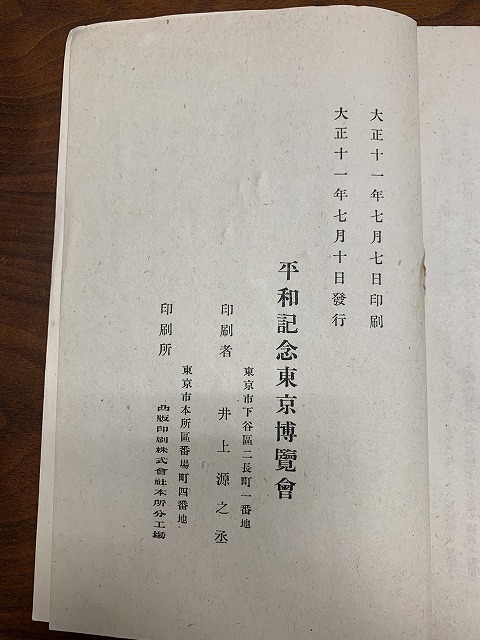 大正十一年七月七日印刷
大正十一年七月十日發行
平和記念東京博覽會
東京市下谷區二長町一番地
印刷者 井上源之丞
東京市本所區番場町四番地
印刷所 凸版印刷株式會社本所分工場